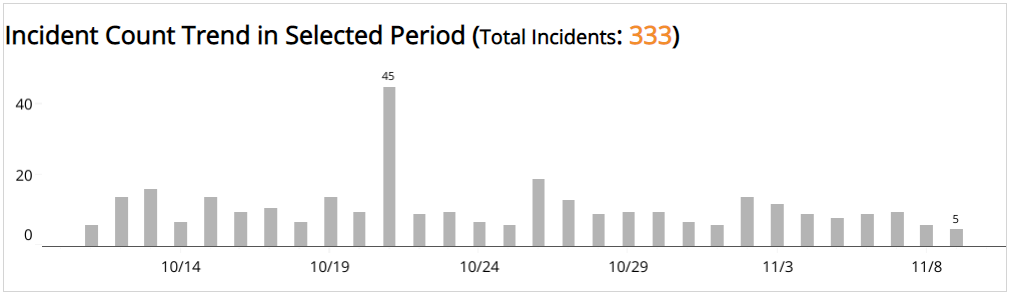 Incident Count Trend in Selected Period (Total Incidents: 333)
45
40
20
0
5
10/14 10/19 10/24 10/29 11/3 11/8